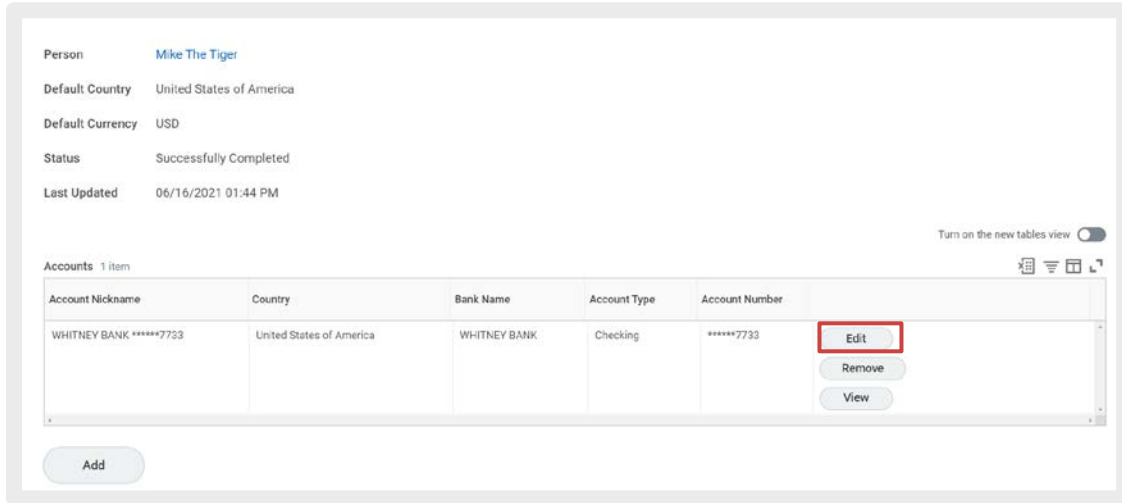 Person Mike The Tiger
Default Country United States of America
Default Currency USD
Status Successfully Completed
Last Updated 06/16/2021 01:44 PM
Turn on the new tables view
Accounts 1 item
Account Nickname Country Bank Name Account Type Account Number
WHITNEY BANK ******7733 United States of America WHITNEY BANK Checking ******7733 Edit
Remove
View
Add